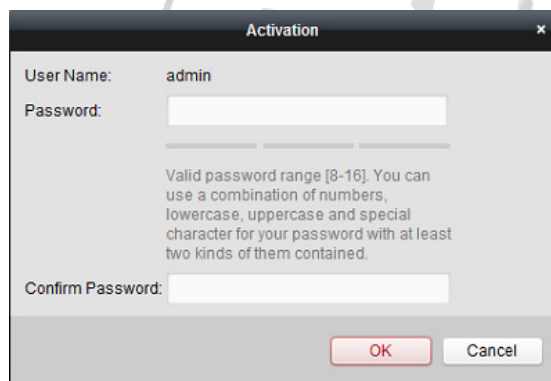 Activation ×
User Name: admin
Password:
Valid password range [8-16]. You can
use a combination of numbers,
lowercase, uppercase and special
character for your password with at least
two kinds of them contained.
Confirm Password:
OK Cancel